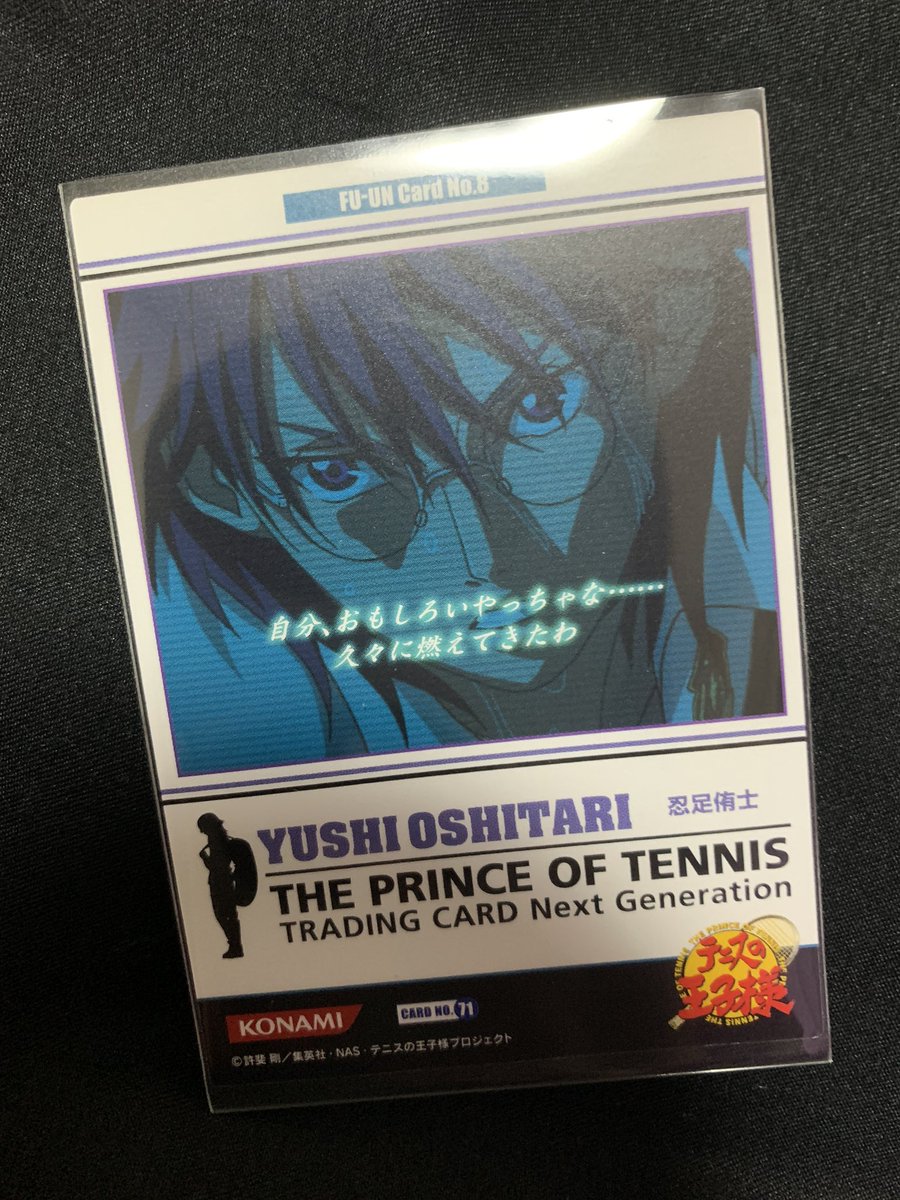 FU-UN Card No.8
自分、おもしろいやっちゃな……
久々に燃えてきたわ
YUSHI OSHITARI 忍足侑士
THE PRINCE OF TENNIS
TRADING CARD Next Generation
テニスの
王子様
KONAMI
CARD NO. 71
©許斐 剛／集英社・NAS・テニスの王子様プロジェクト